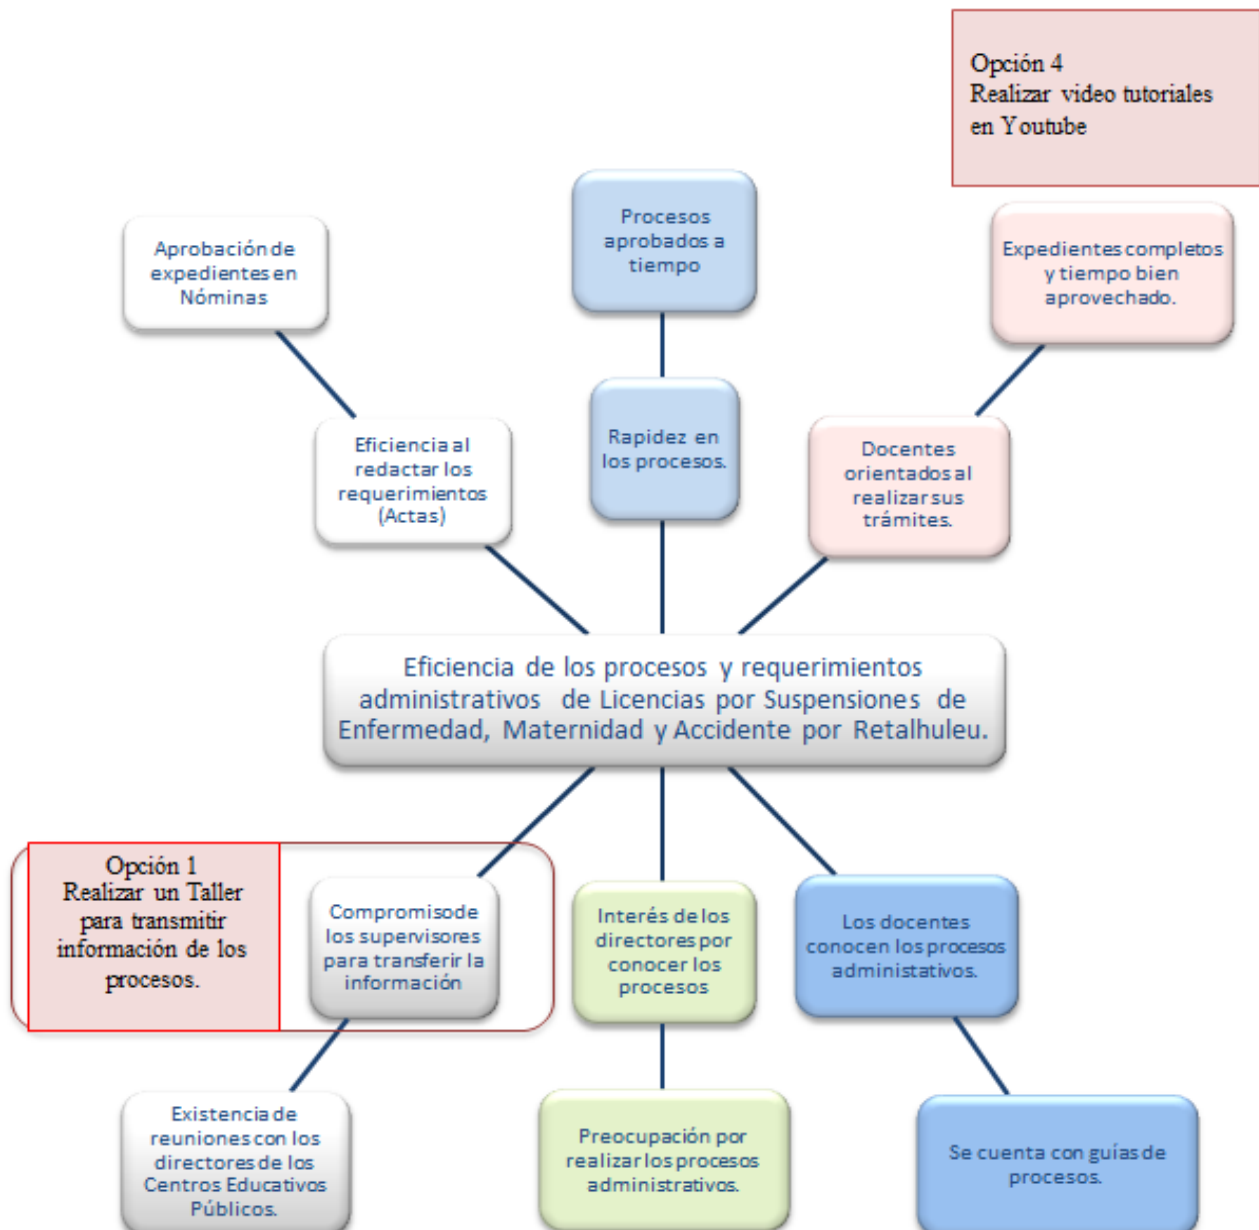 Opción 4
Realizar video tutoriales
en Youtube
Procesos
aprobados a
tiempo
Aprobación de
expedientes en
Nóminas
Expedientes completos
y tiempo bien
aprovechado.
Rapidez en
los procesos.
Eficiencia al
redactar los
requerimientos
(Actas)
Docentes
orientados al
realizar sus
trámites.
Eficiencia de los procesos y requerimientos
administrativos de Licencias por Suspensiones de
Enfermedad, Maternidad y Accidente por Retalhuleu.
Opción 1
Realizar un Taller
para transmitir
información de los
procesos.
Compromisode
los supervisores
para transferir la
información
Interés de los
directores por
conocer los
procesos
Los docentes
conocen los procesos
administativos.
Existencia de
reuniones con los
directores de los
Centros Educativos
Públicos.
Preocupación por
realizar los procesos
administrativos.
Se cuenta con guías de
procesos.